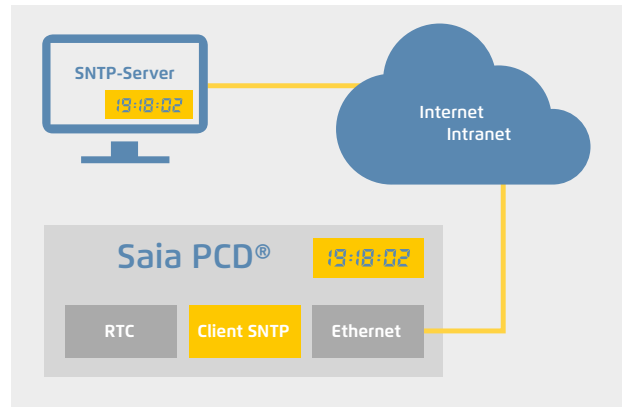 SNTP-Server
19:18:02
Internet
Intranet
Saia PCD®
19:18:02
RTC
Client SNTP
Ethernet